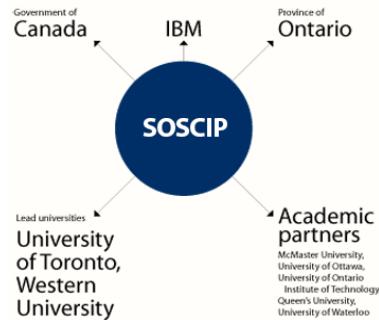 Government of
Canada
IBM
Province of
Ontario
SOSCIP
Lead universities
University
of Toronto,
Western
University
Academic
partners
McMaster University,
University of Ottawa,
University of Ontario
Institute of Technology
Queen's University,
University of Waterloo